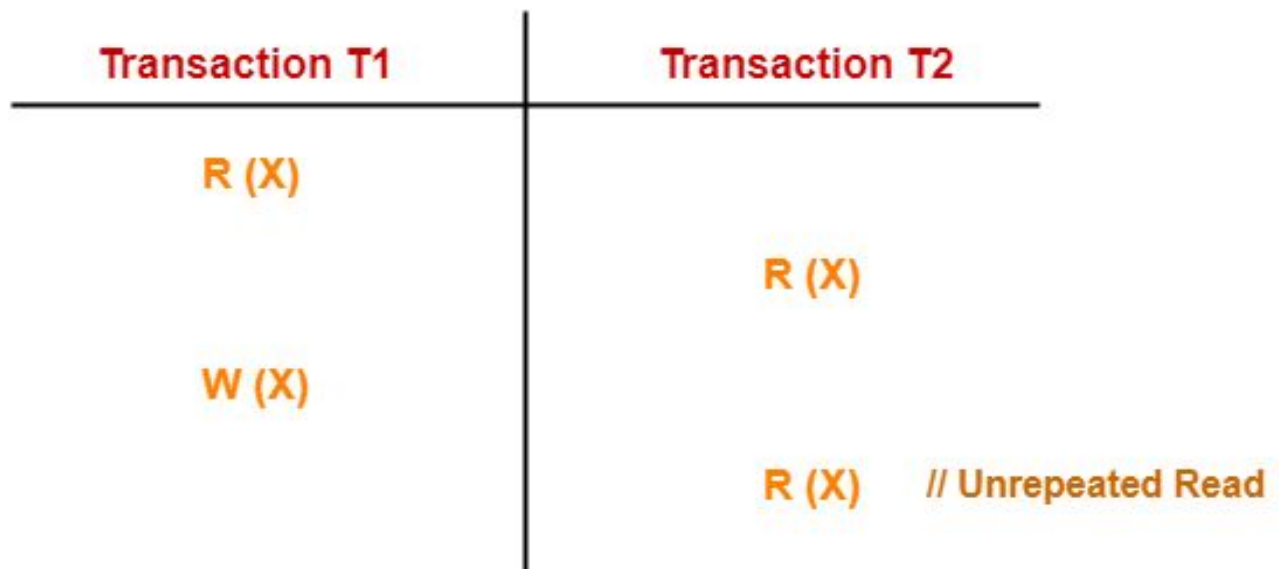 Transaction T1 Transaction T2
R (X)
R (X)
W (X)
R (X) // Unrepeated Read